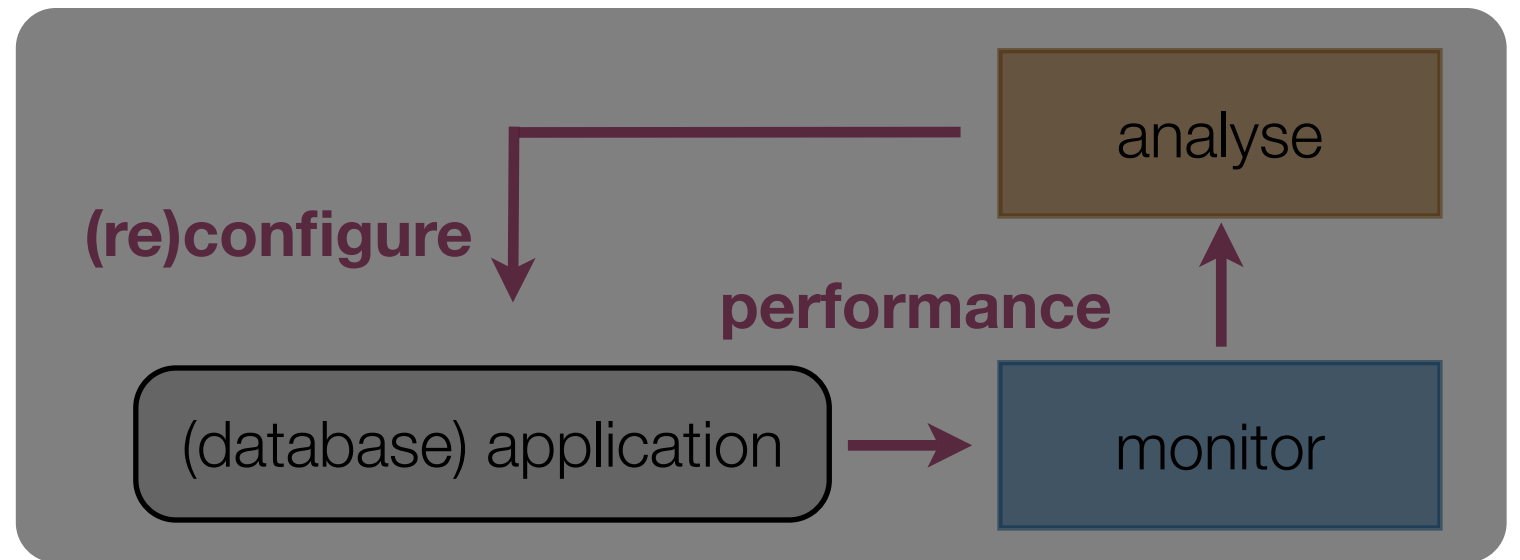 analyse
(re)configure
performance
(database) application
monitor